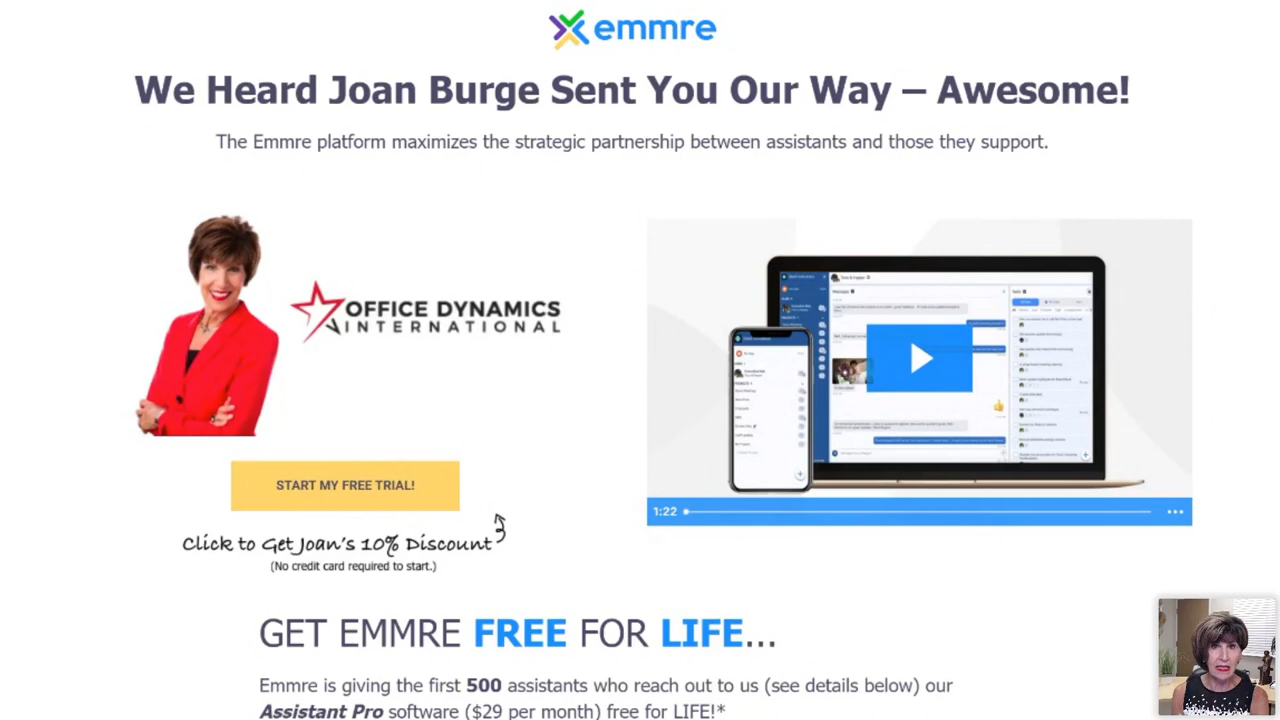 emmre
We Heard Joan Burge Sent You Our Way – Awesome!
The Emmre platform maximizes the strategic partnership between assistants and those they support.
OFFICE DYNAMICS
INTERNATIONAL
START MY FREE TRIAL!
Click to Get Joan's 10% Discount
(No credit card required to start.)
1:22
GET EMMRE FREE FOR LIFE...
Emmre is giving the first 500 assistants who reach out to us (see details below) our
Assistant Pro software ($29 per month) free for LIFE!*